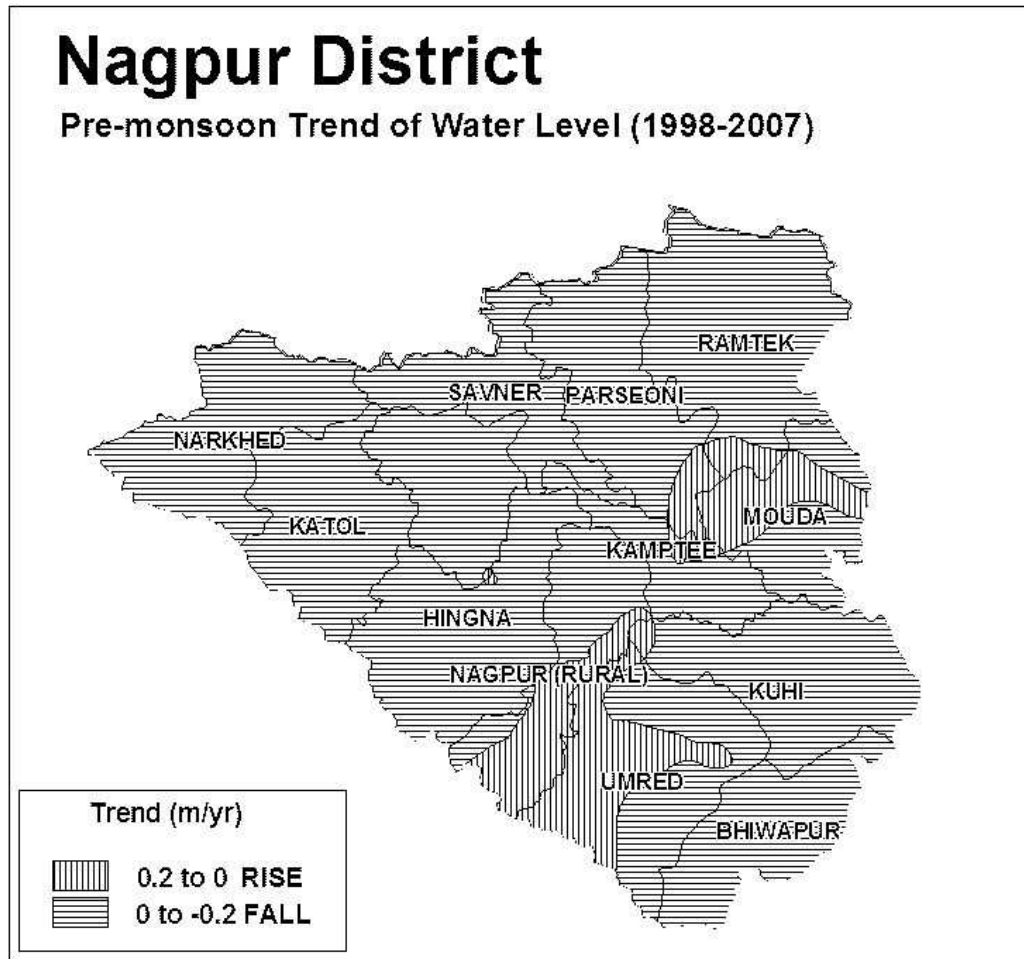 Nagpur District
Pre-monsoon Trend of Water Level (1998-2007)
RAMTEK
SAVNER
PARSEONI
NARKHED
MOUDA
KATOL
KAMPTEE
HINGNA
NAGPUR (RURAL)
KUHI
UMRED
BHIWAPUR
Trend (m/yr)
0.2 to 0 RISE
0 to -0.2 FALL